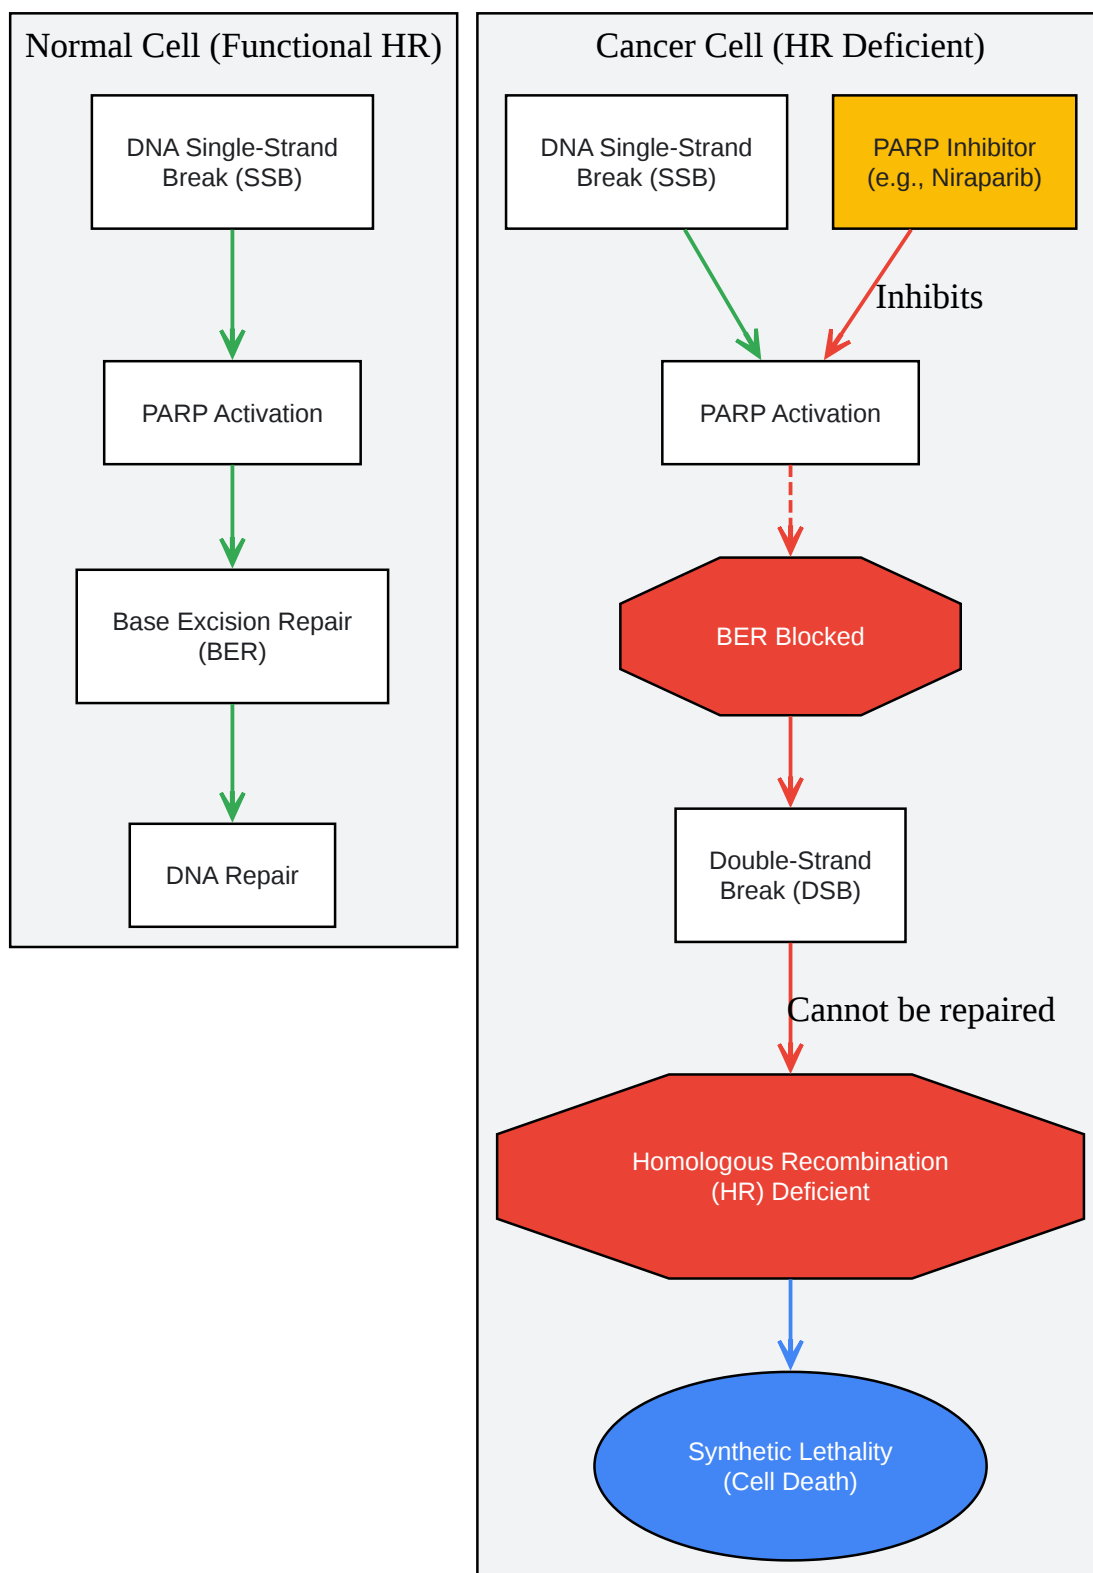 Normal Cell (Functional HR)
DNA Single-Strand
Break (SSB)
PARP Activation
Base Excision Repair
(BER)
DNA Repair
Cancer Cell (HR Deficient)
DNA Single-Strand
Break (SSB)
PARP Inhibitor
(e.g., Niraparib)
Inhibits
PARP Activation
BER Blocked
Double-Strand
Break (DSB)
Cannot be repaired
Homologous Recombination
(HR) Deficient
Synthetic Lethality
(Cell Death)